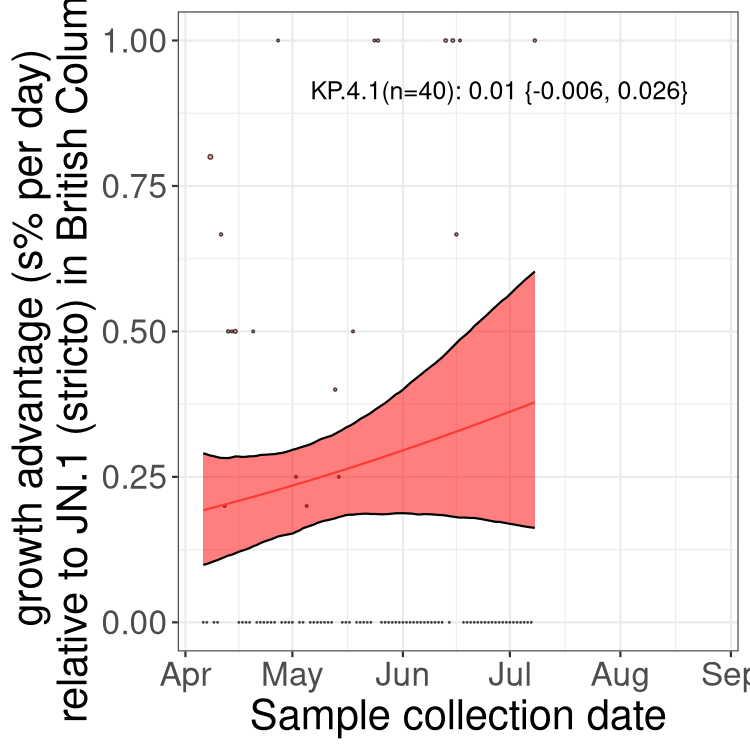 growth advantage (s% per day)
relative to JN.1 (stricto) in British Colum
1.00
0.75
0.50
0.25
0.00
KP.4.1(n=40): 0.01 {-0.006, 0.026}
Apr May Jun Jul Aug Sep
Sample collection date